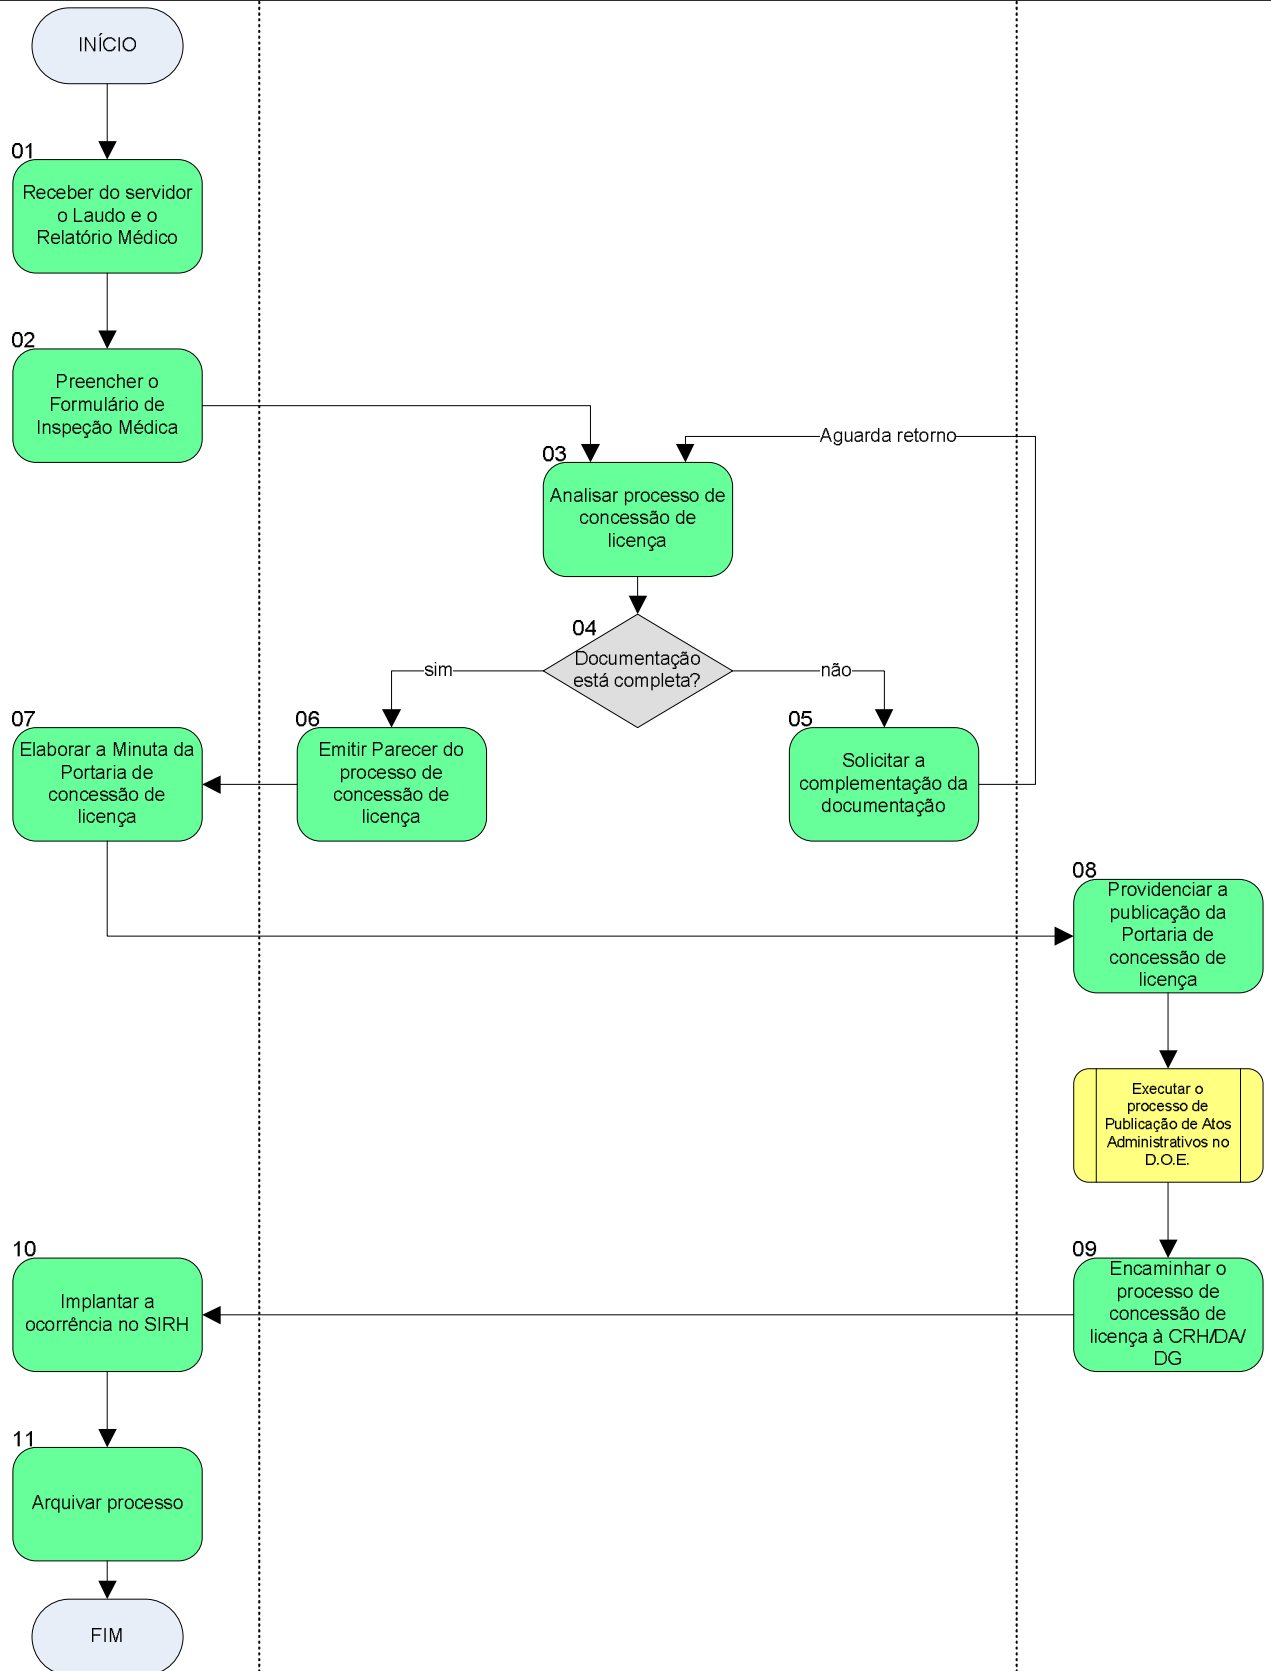 INÍCIO
01
Receber do servidor
o Laudo e o
Relatório Médico
02
Preencher o
Formulário de
Inspeção Médica
Aguarda retorno
03
Analisar processo de
concessão de
licença
04
Documentação
está completa?
sim
não
07
Elaborar a Minuta da
Portaria de
concessão de
licença
06
Emitir Parecer do
processo de
concessão de
licença
05
Solicitar a
complementação da
documentação
08
Providenciar a
publicação da
Portaria de
concessão de
licença
Executar o
processo de
Publicação de Atos
Administrativos no
D.O.E.
09
Encaminhar o
processo de
concessão de
licença à CRH/DA/
DG
10
Implantar a
ocorrência no SIRH
11
Arquivar processo
FIM